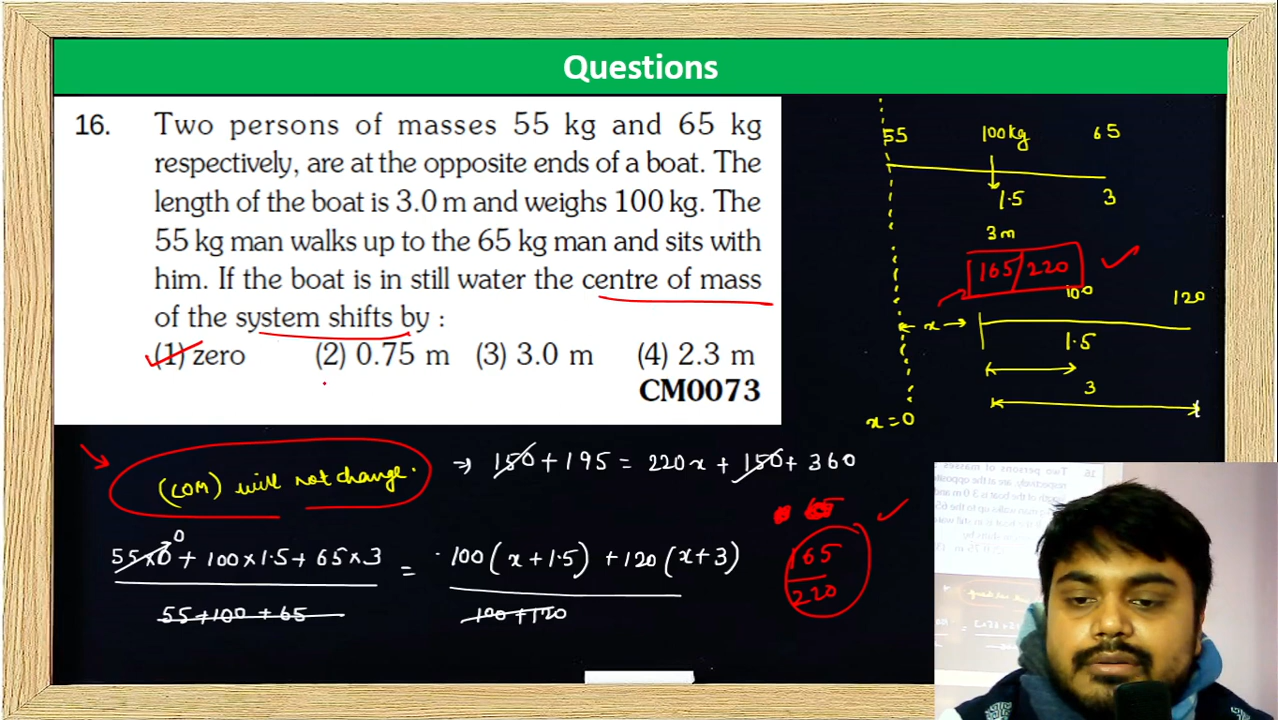 Questions
16. Two persons of masses 55 kg and 65 kg
respectively, are at the opposite ends of a boat. The
length of the boat is 3.0 m and weighs 100 kg. The
55 kg man walks up to the 65 kg man and sits with
him. If the boat is in still water the centre of mass
of the system shifts by :
(1) zero (2) 0.75 m (3) 3.0 m (4) 2.3 m
CM0073
55 100kg 65
1.5 3
3m
165/220
100 120
x
1.5
3
x=0
(COM) will not change.
⇒ 150+195 = 220x + 150+ 360
55×0 0 + 100×1.5 + 65×3 = 100(x+1.5) + 120(x+3)
55+100+65 100+120
65
165
220